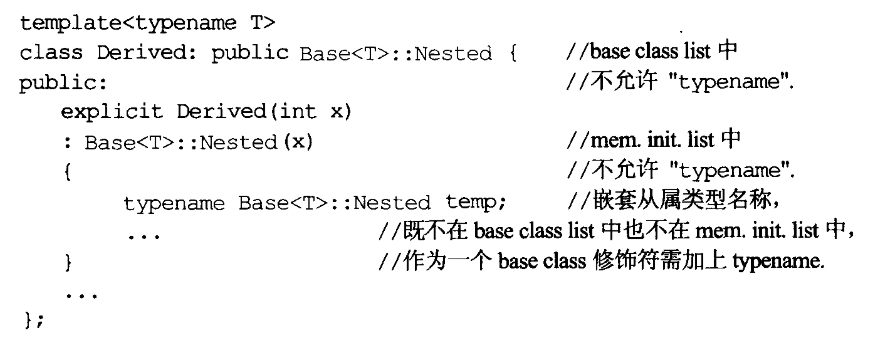 template<typename T>
class Derived: public Base<T>::Nested { //base class list 中
public: //不允许 "typename".
explicit Derived(int x)
: Base<T>::Nested(x) //mem. init. list 中
{ //不允许 "typename".
typename Base<T>::Nested temp; //嵌套从属类型名称，
... //既不在 base class list 中也不在 mem. init. list 中，
} //作为一个 base class 修饰符需加上 typename.
...
};